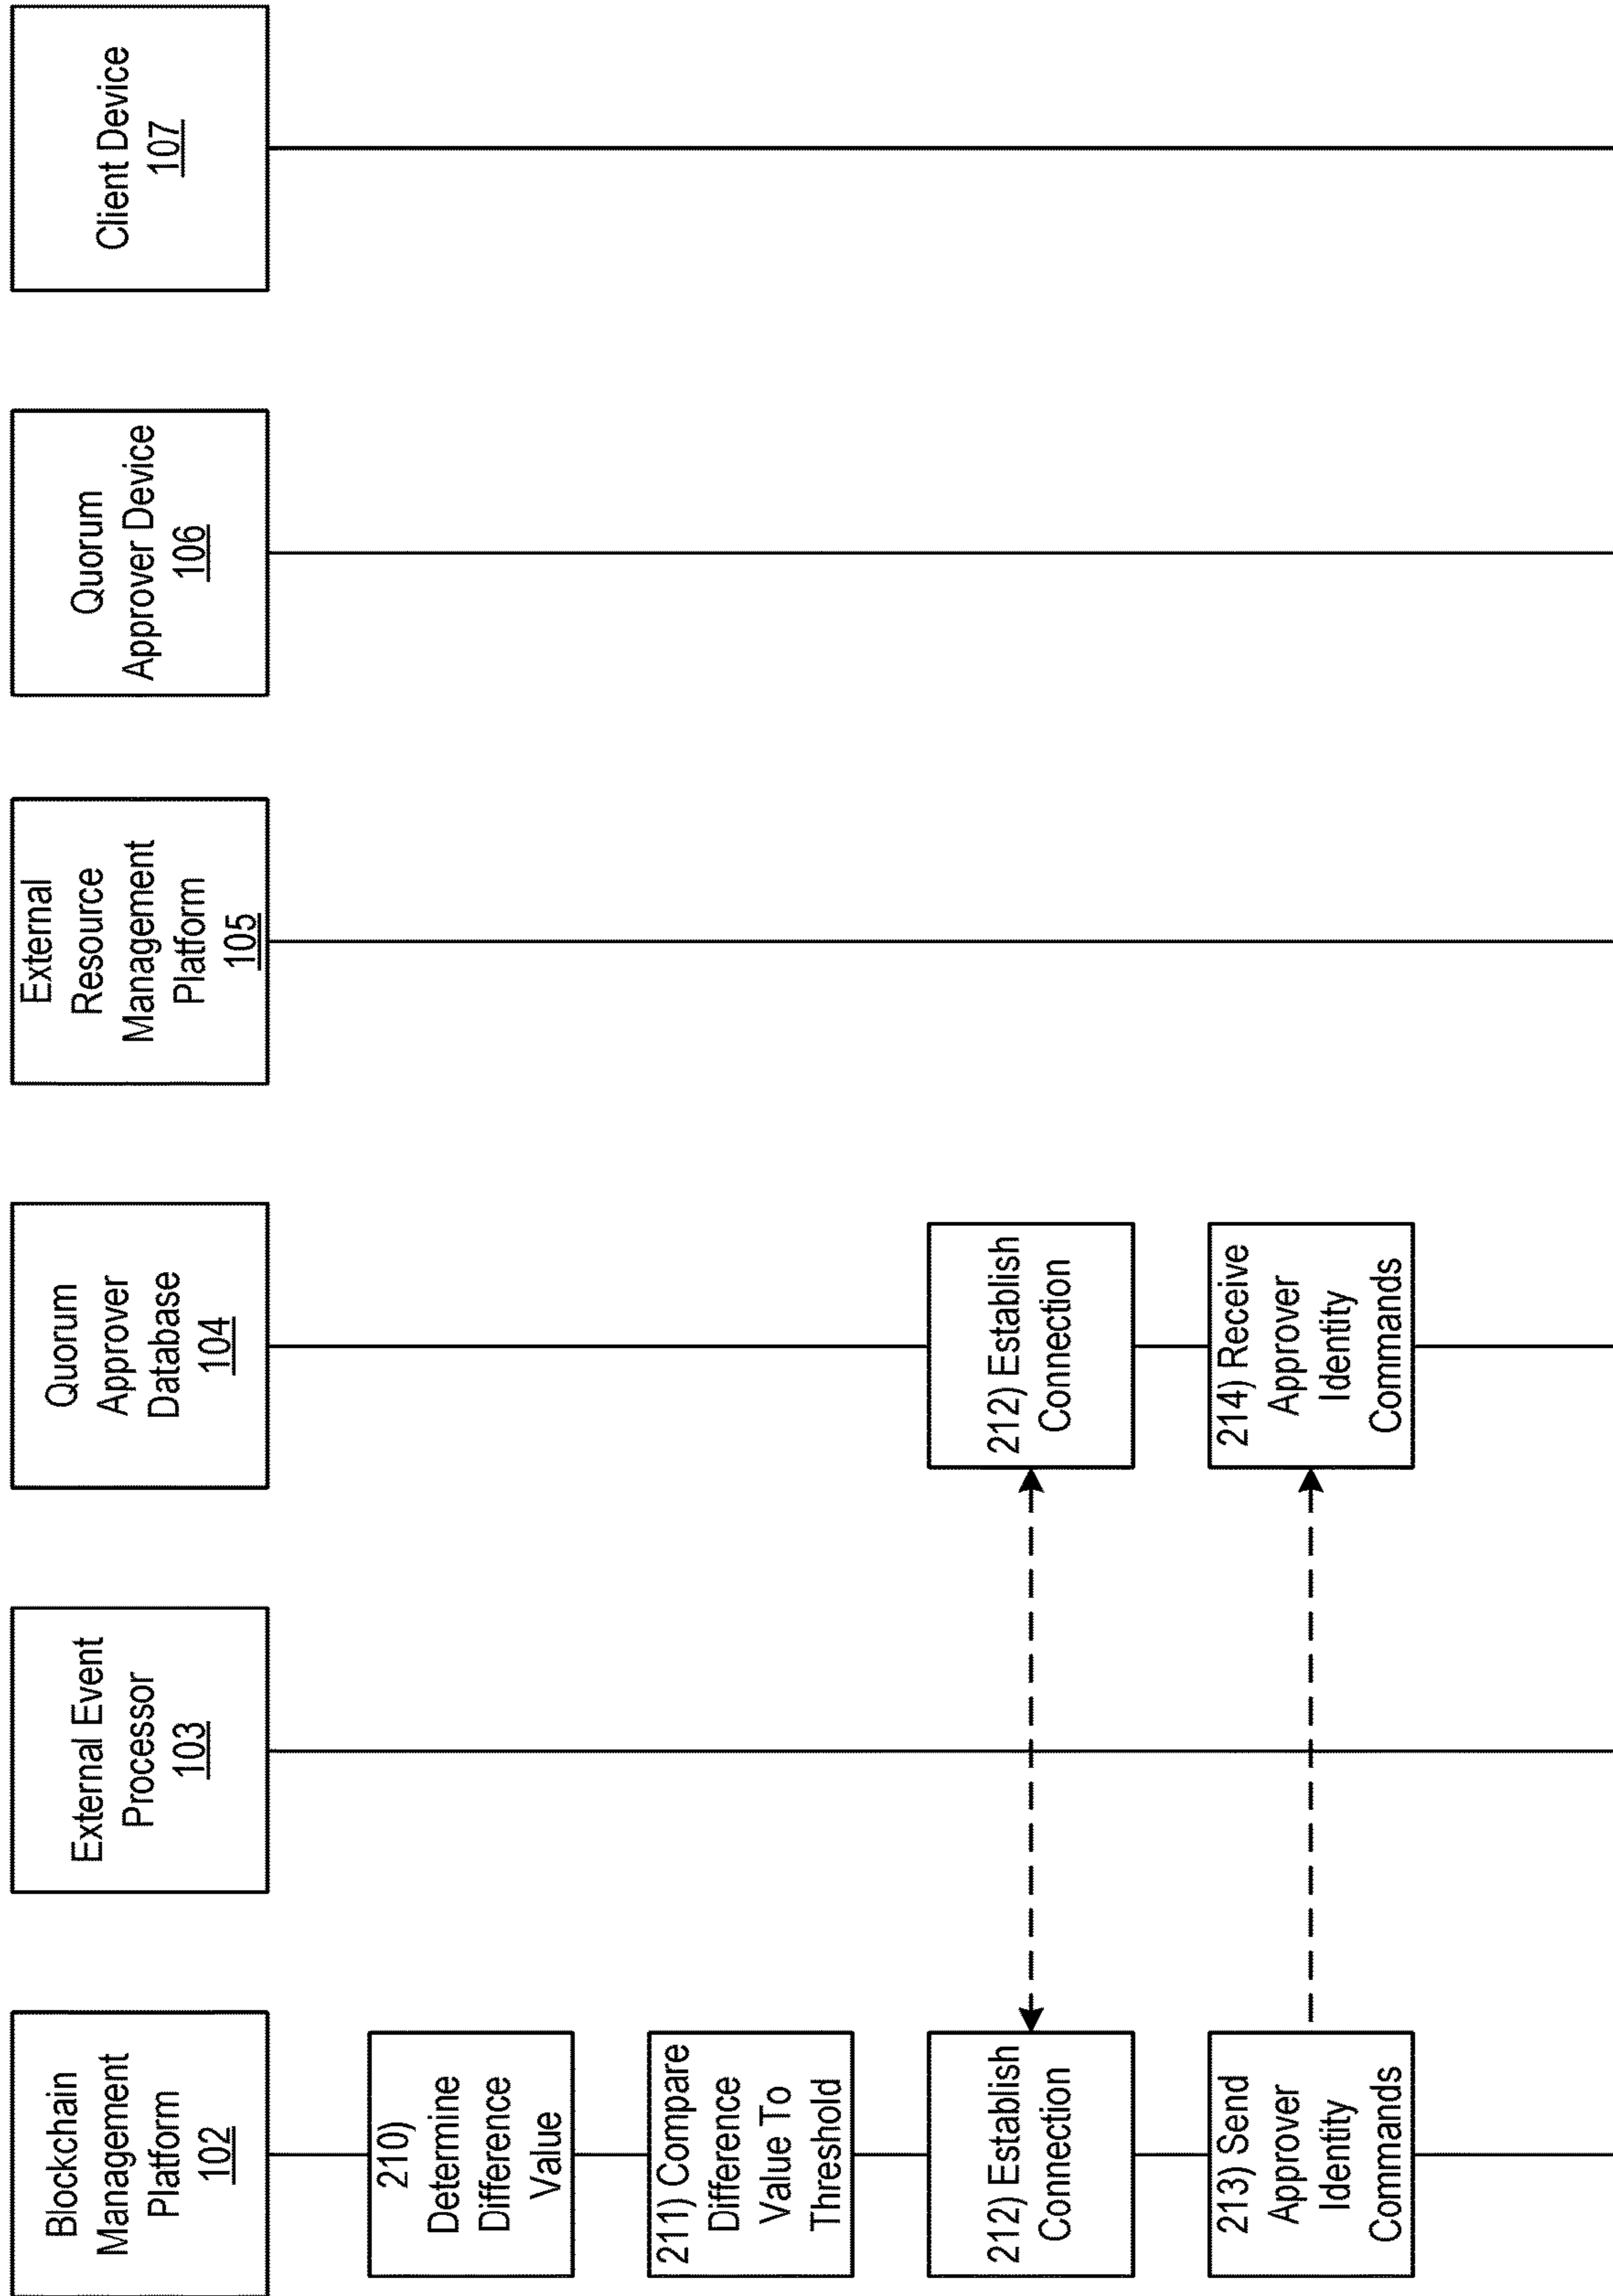 Blockchain
Management
Platform
102
External Event
Processor
103
Quorum
Approver
Database
104
External
Resource
Management
Platform
105
Quorum
Approver Device
106
Client Device
107
210)
Determine
Difference
Value
211) Compare
Difference
Value To
Threshold
212) Establish
Connection
212) Establish
Connection
213) Send
Approver
Identity
Commands
214) Receive
Approver
Identity
Commands